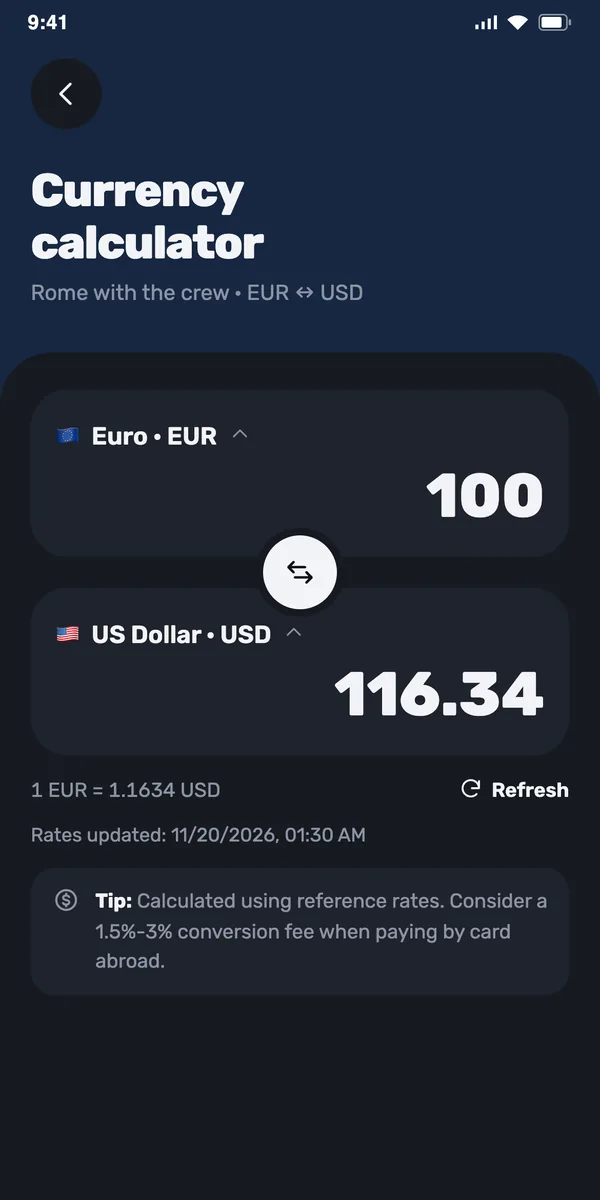 9:41
Currency
calculator
Rome with the crew • EUR ↔ USD
Euro • EUR
100
US Dollar • USD
116.34
1 EUR = 1.1634 USD
Refresh
Rates updated: 11/20/2026, 01:30 AM
Tip: Calculated using reference rates. Consider a
1.5%-3% conversion fee when paying by card
abroad.